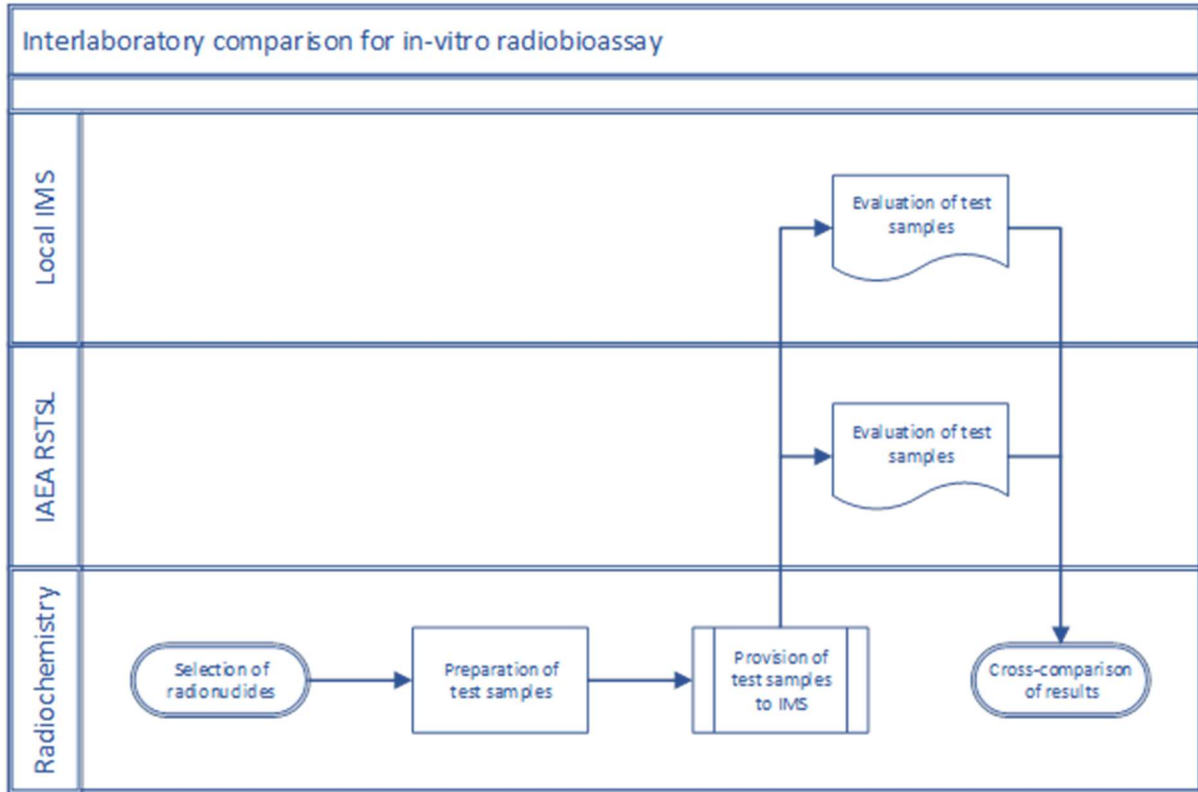 Interlaboratory comparison for in-vitro radiobioassay
Local IMS
Evaluation of test
samples
IAEA RSTSL
Evaluation of test
samples
Radiochemistry
Selection of
radionuclides
Preparation of
test samples
Provision of
test samples
to IMS
Cross-comparison
of results